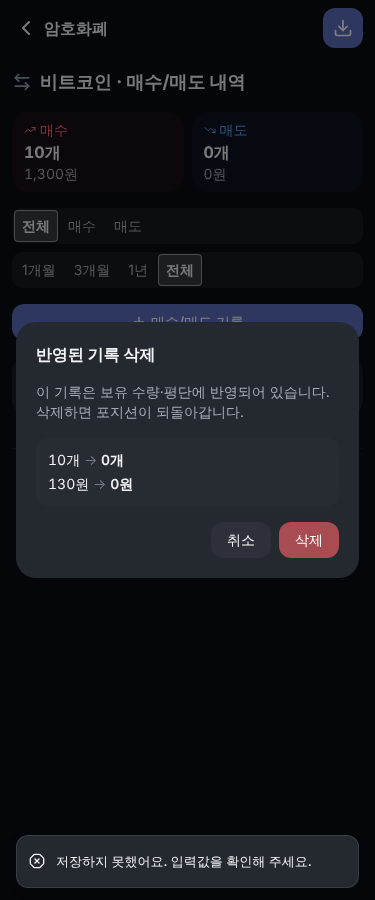 암호화폐
비트코인 · 매수/매도 내역
매수
10개
1,300원
매도
0개
0원
전체 매수 매도
1개월 3개월 1년 전체
+ 매수/매도 기록
반영된 기록 삭제
이 기록은 보유 수량·평단에 반영되어 있습니다.
삭제하면 포지션이 되돌아갑니다.
10개 → 0개
130원 → 0원
취소 삭제
저장하지 못했어요. 입력값을 확인해 주세요.